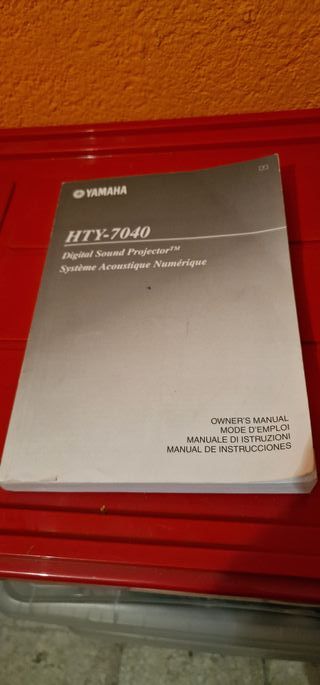 YAMAHA
HTY-7040
Digital Sound Projector™
Système Acoustique Numérique
OWNER'S MANUAL
MODE D'EMPLOI
MANUALE DI ISTRUZIONI
MANUAL DE INSTRUCCIONES